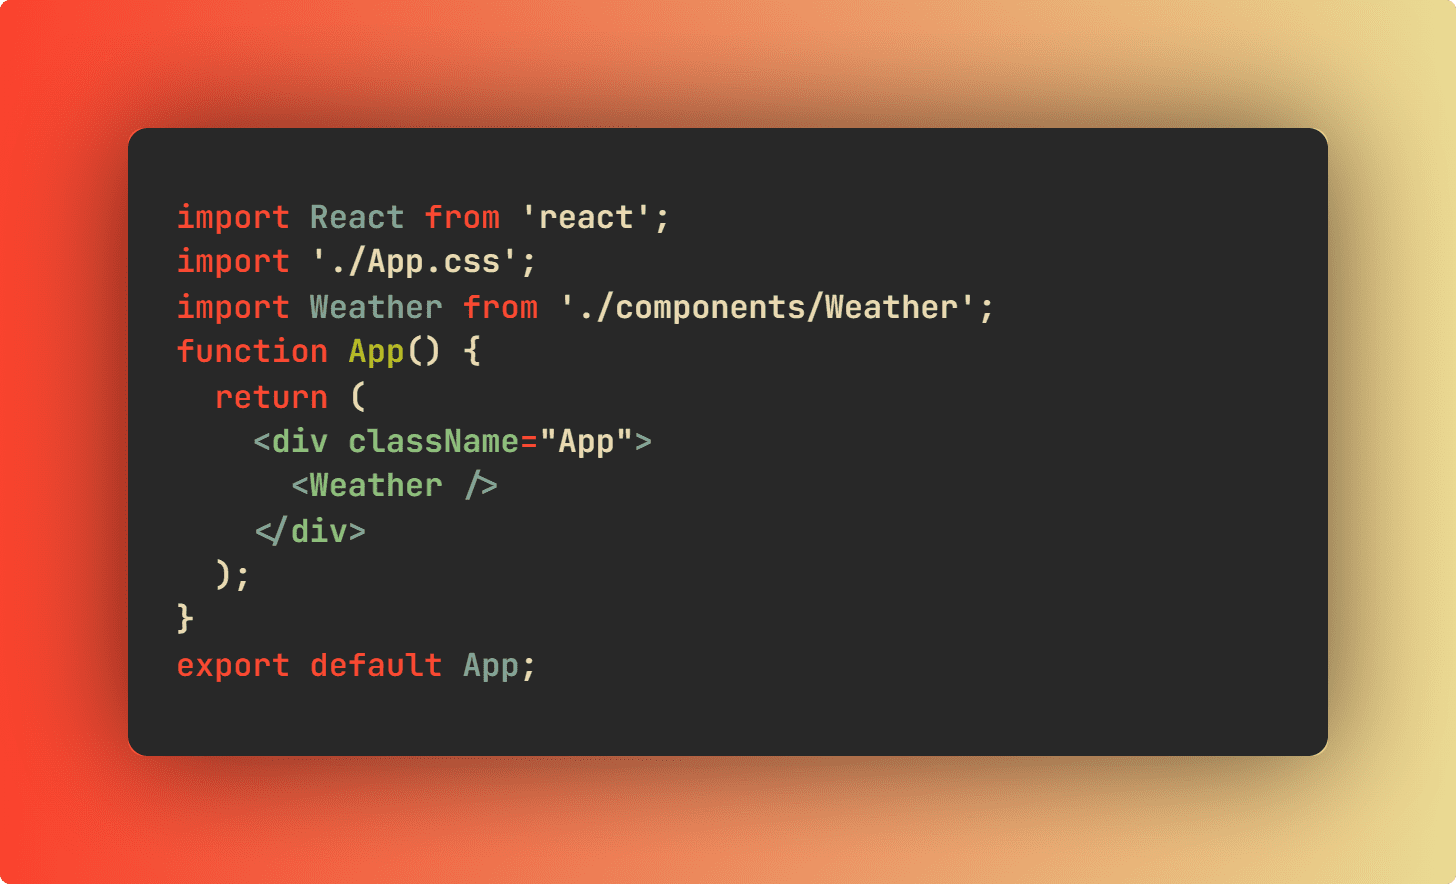 import React from 'react';
import './App.css';
import Weather from './components/Weather';
function App() {
  return (
    <div className="App">
      <Weather />
    </div>
  );
}
export default App;